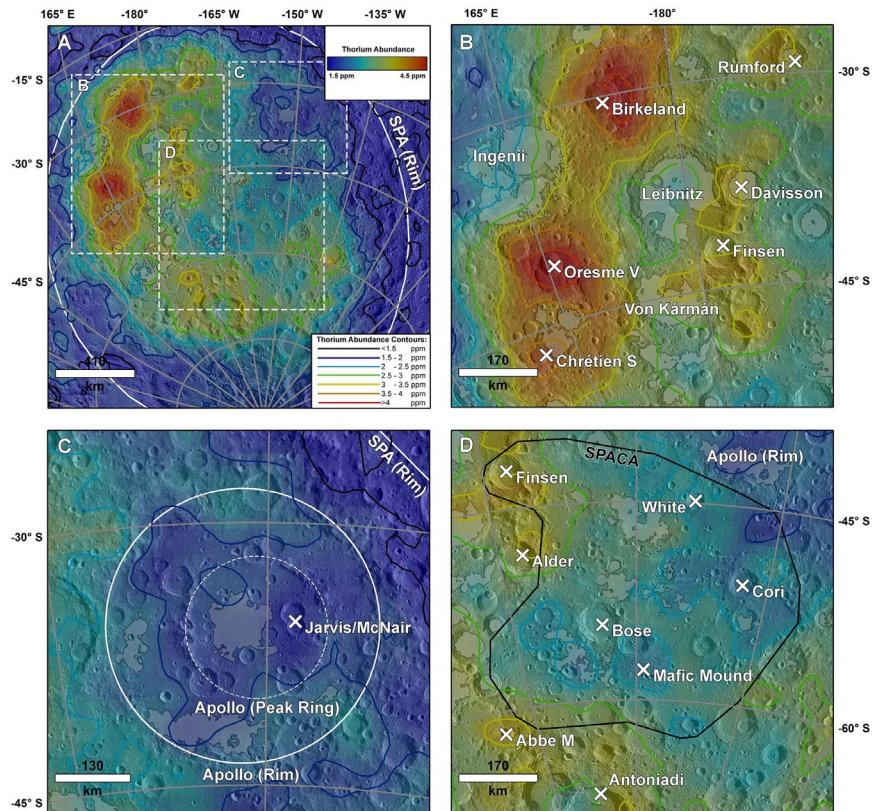 165° E
-180°
-165° W
-150° W
-135° W
A
Thorium Abundance
1.5 ppm
4.5 ppm
B
C
D
-15° S
-30° S
-45° S
SPA (Rim)
410
km
Thorium Abundance Contours:
<1.5 ppm
1.5 - 2 ppm
2 - 2.5 ppm
2.5 - 3 ppm
3 - 3.5 ppm
3.5 - 4 ppm
>4 ppm
165° E
-180°
B
Rumford
-30° S
Birkeland
Ingenii
Leibnitz
Davisson
Finsen
Oresme V
-45° S
Von Kármán
Chrétien S
170
km
C
SPA (Rim)
-30° S
Jarvis/McNair
Apollo (Peak Ring)
Apollo (Rim)
130
km
-45° S
D
SPACA
Apollo (Rim)
Finsen
White
-45° S
Alder
Cori
Bose
Mafic Mound
-60° S
Abbe M
Antoniadi
170
km